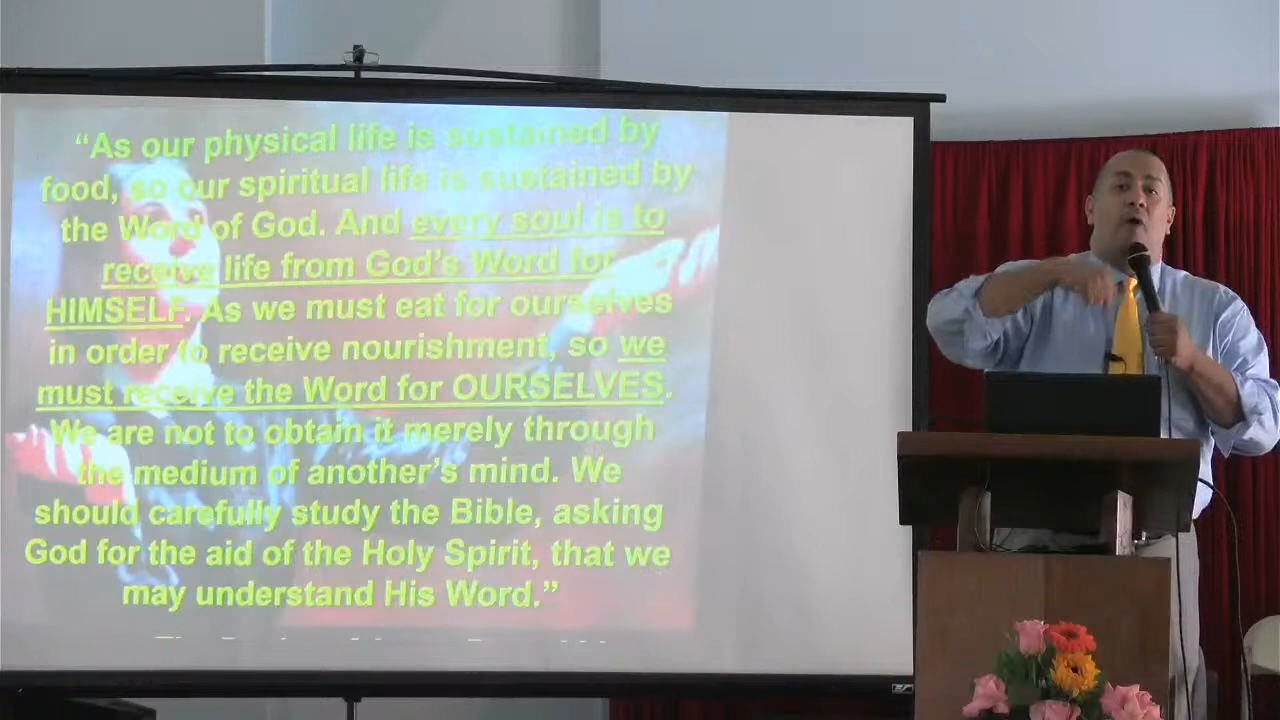 “As our physical life is sustained by
food, so our spiritual life is sustained by
the Word of God. And every soul is to
receive life from God’s Word for
HIMSELF. As we must eat for ourselves
in order to receive nourishment, so we
must receive the Word for OURSELVES.
We are not to obtain it merely through
the medium of another’s mind. We
should carefully study the Bible, asking
God for the aid of the Holy Spirit, that we
may understand His Word.”